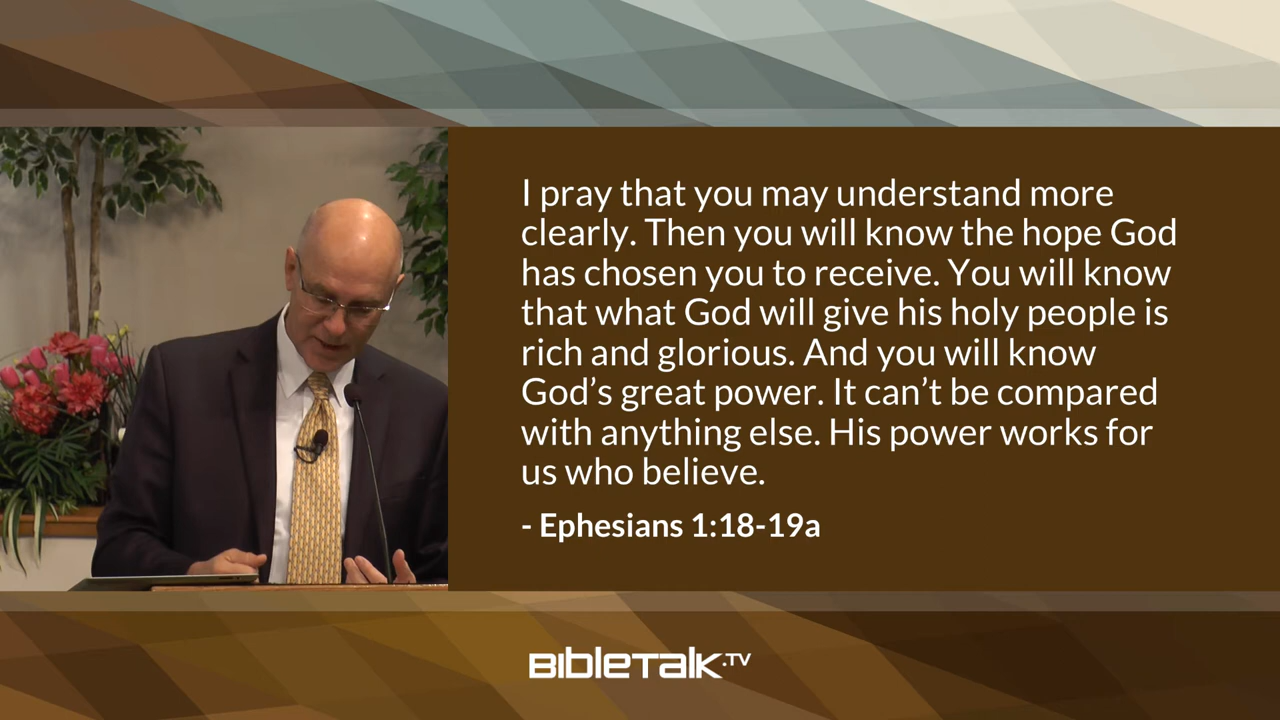 I pray that you may understand more
clearly. Then you will know the hope God
has chosen you to receive. You will know
that what God will give his holy people is
rich and glorious. And you will know
God’s great power. It can’t be compared
with anything else. His power works for
us who believe.
- Ephesians 1:18-19a
BIBLETALK.TV